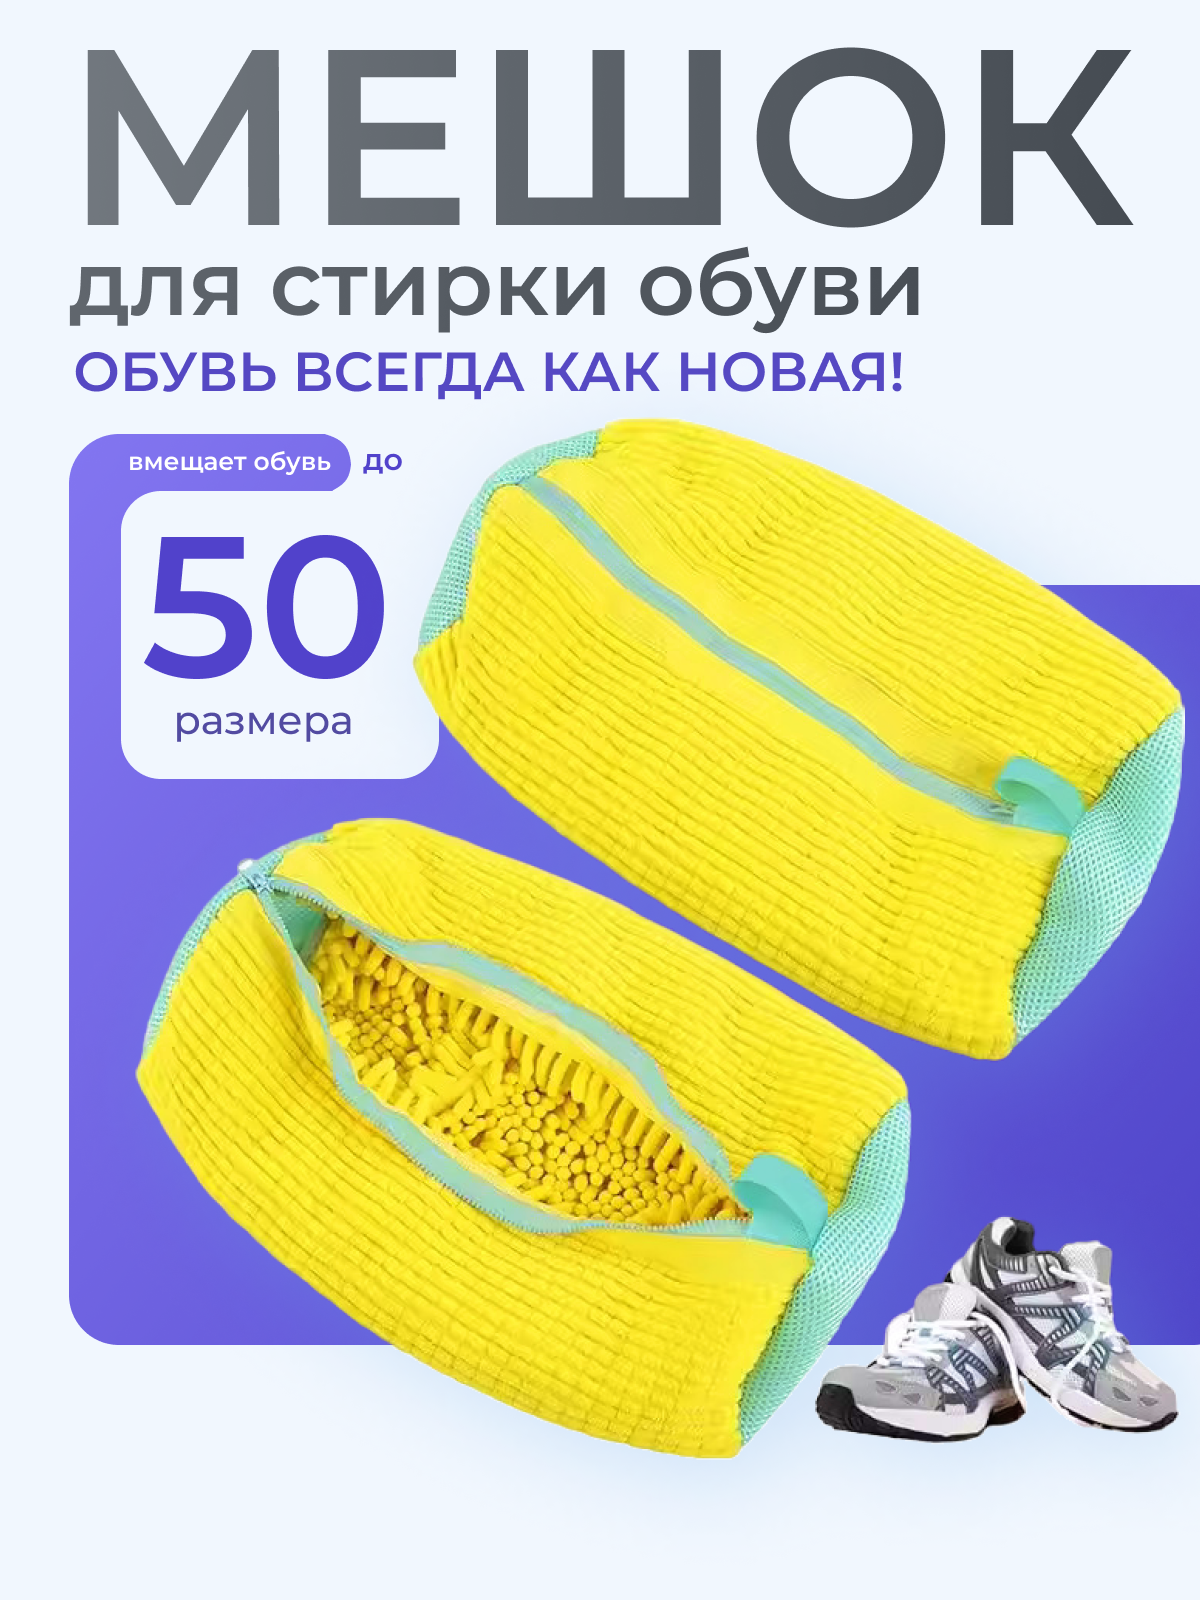 МЕШОК
для стирки обуви
ОБУВЬ ВСЕГДА КАК НОВАЯ!
вмещает обувь до
50
размера